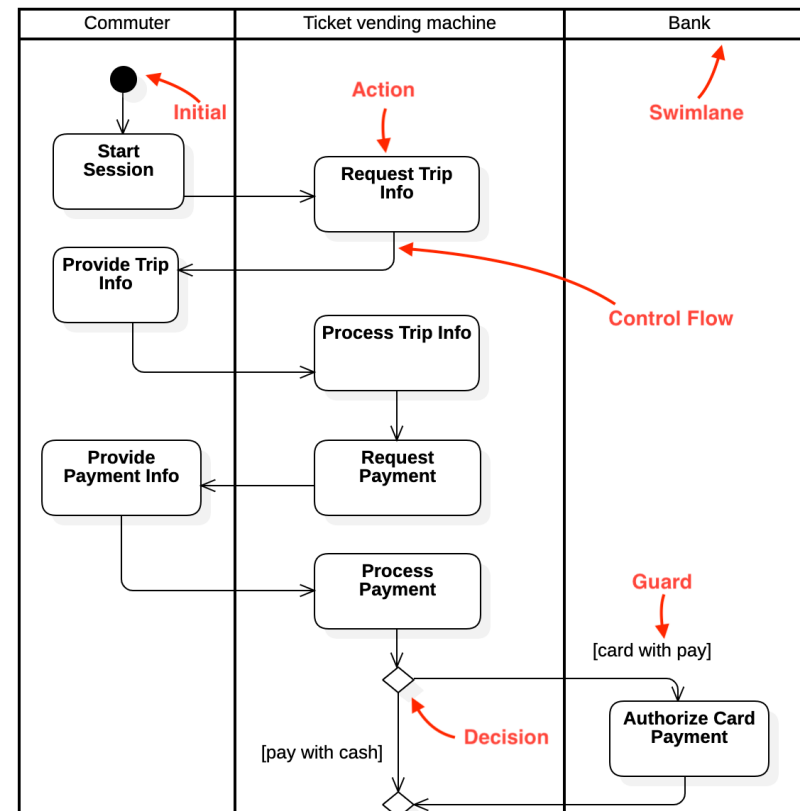 Commuter
Ticket vending machine
Bank
Initial
Action
Swimlane
Start
Session
Request Trip
Info
Provide Trip
Info
Control Flow
Process Trip Info
Provide
Payment Info
Request
Payment
Process
Payment
Guard
[card with pay]
Authorize Card
Payment
Decision
[pay with cash]